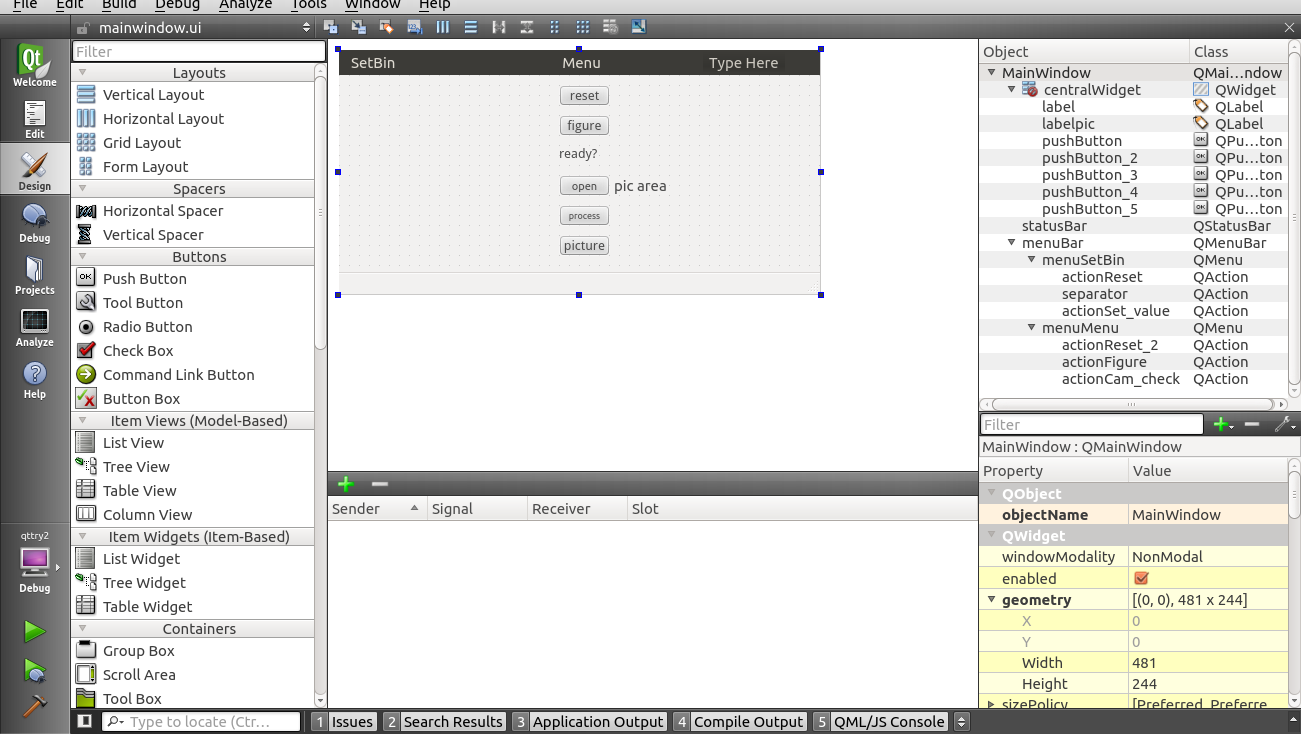 File Edit Build Debug Analyze Tools Window Help
mainwindow.ui
Qt
Welcome
Edit
Design
Debug
Projects
Analyze
Help
qttry2
Debug
Filter
Layouts
Vertical Layout
Horizontal Layout
Grid Layout
Form Layout
Spacers
Horizontal Spacer
Vertical Spacer
Buttons
OK Push Button
Tool Button
Radio Button
Check Box
Command Link Button
Button Box
Item Views (Model-Based)
List View
Tree View
Table View
Column View
Item Widgets (Item-Based)
List Widget
Tree Widget
Table Widget
Containers
Group Box
Scroll Area
Tool Box
SetBin Menu Type Here
reset
figure
ready?
open pic area
process
picture
Sender Signal Receiver Slot
Object Class
MainWindow QMai...ndow
centralWidget QWidget
label QLabel
labelpic QLabel
pushButton OK QPu...ton
pushButton_2 OK QPu...ton
pushButton_3 OK QPu...ton
pushButton_4 OK QPu...ton
pushButton_5 OK QPu...ton
statusBar QStatusBar
menuBar QMenuBar
menuSetBin QMenu
actionReset QAction
separator QAction
actionSet_value QAction
menuMenu QMenu
actionReset_2 QAction
actionFigure QAction
actionCam_check QAction
Filter
MainWindow : QMainWindow
Property Value
QObject
objectName MainWindow
QWidget
windowModality NonModal
enabled
geometry [(0, 0), 481 x 244]
X 0
Y 0
Width 481
Height 244
sizePolicy [Preferred, Preferre
Type to locate (Ctr...
1 Issues 2 Search Results 3 Application Output 4 Compile Output 5 QML/JS Console